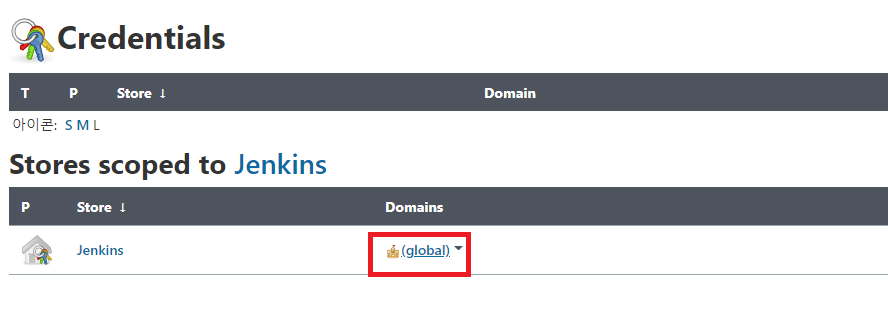 Credentials
T P Store ↓ Domain
아이콘: S M L
Stores scoped to Jenkins
P Store ↓ Domains
Jenkins (global)